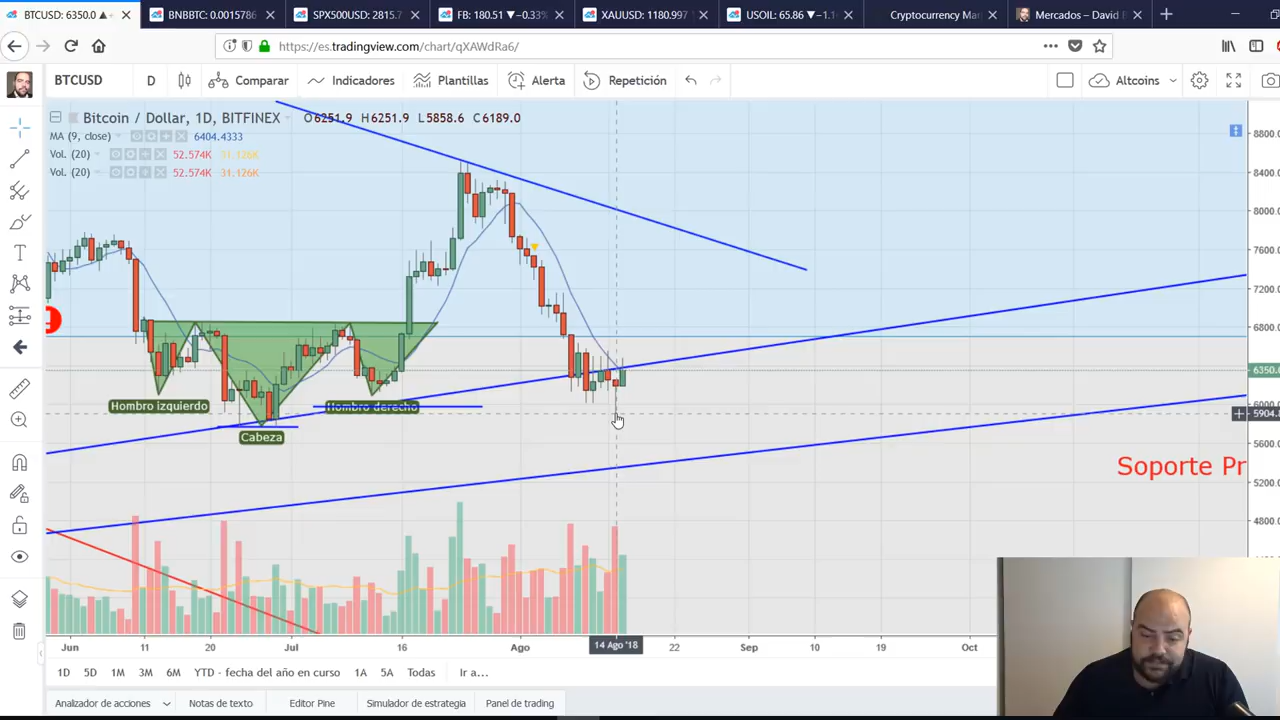 BTCUSD: 6350.0 ▲
BNBBTC: 0.0015786
SPX500USD: 2815.7
FB: 180.51 ▼−0.33%
XAUUSD: 1180.997
USOIL: 65.86 ▼−1.1
Cryptocurrency Ma
Mercados – David B
https://es.tradingview.com/chart/qXAWdRa6/
BTCUSD
D
Comparar
Indicadores
Plantillas
Alerta
Repetición
Altcoins
Bitcoin / Dollar, 1D, BITFINEX
O6251.9 H6251.9 L5858.6 C6189.0
MA (9, close)
6404.4333
Vol. (20)
52.574K
31.126K
Vol. (20)
52.574K
31.126K
8800.0
8400.0
8000.0
7600.0
7200.0
6800.0
6350.0
6000.0
5904.
5600.0
5200.0
4800.0
Hombro izquierdo
Hombro derecho
Cabeza
Soporte Pr
Jun
11
20
Jul
16
Ago
14 Ago '18
22
Sep
10
19
Oct
1D
5D
1M
3M
6M
YTD - fecha del año en curso
1A
5A
Todas
Ir a...
Analizador de acciones
Notas de texto
Editor Pine
Simulador de estrategia
Panel de trading